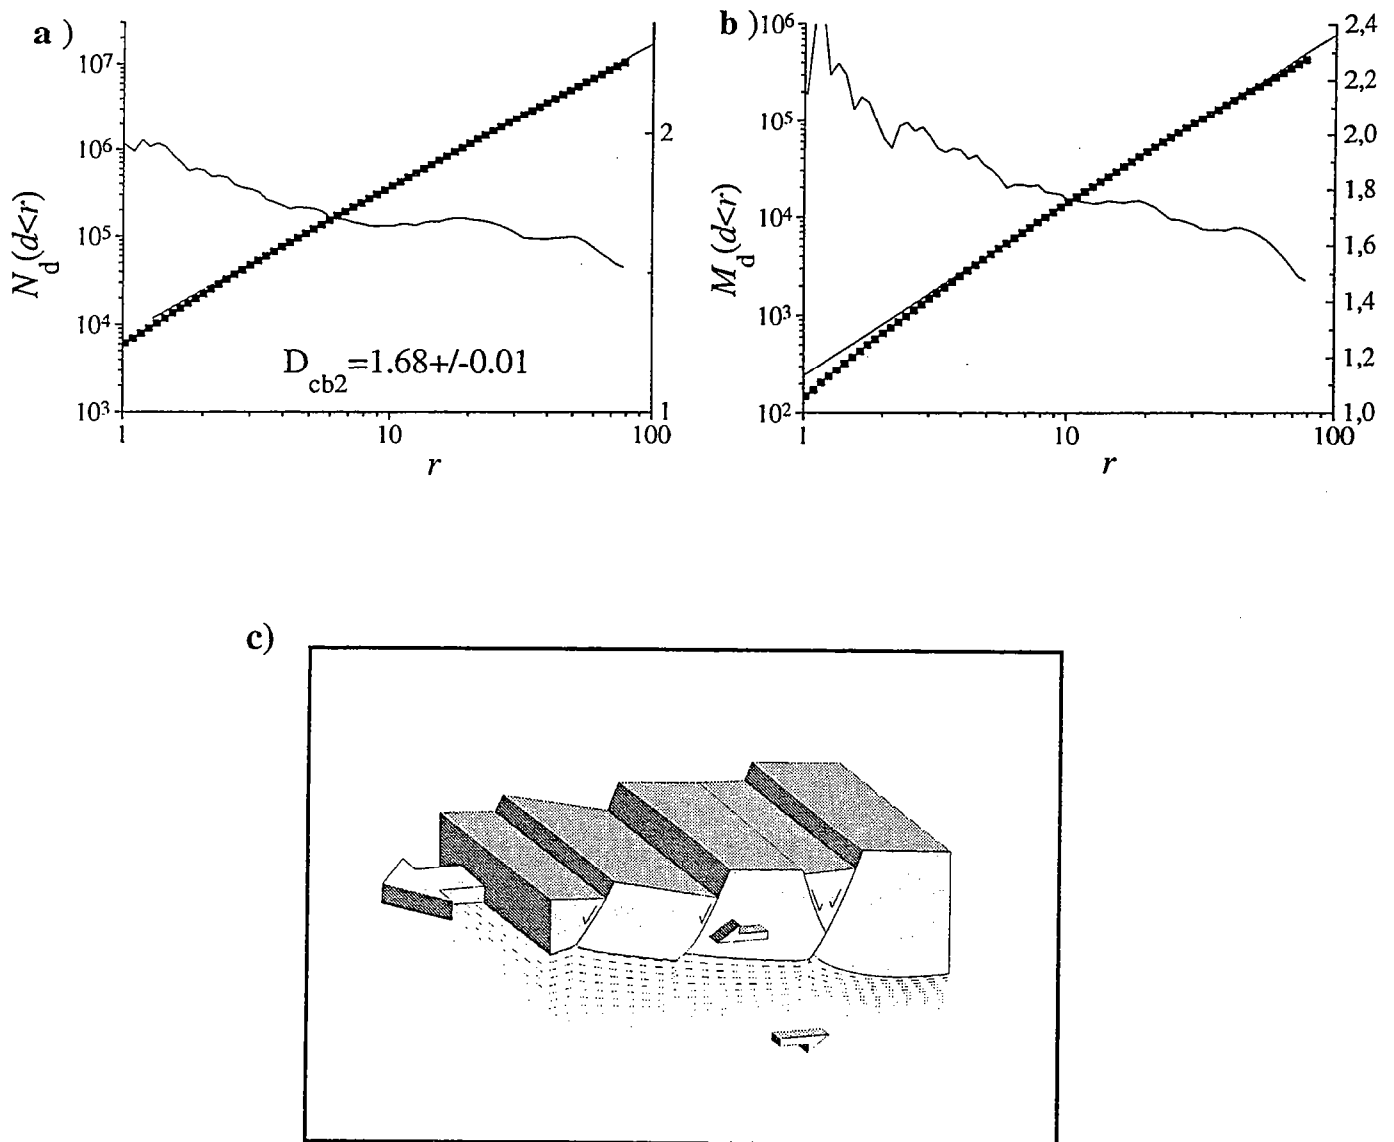 a )
10⁷
10⁶
10⁵
10⁴
10³
N_d(d<r)
2
1
D_cb2=1.68+/-0.01
1 10 100
r
b )
10⁶
10⁵
10⁴
10³
10²
M_d(d<r)
2,4
2,2
2,0
1,8
1,6
1,4
1,2
1,0
1 10 100
r
c)